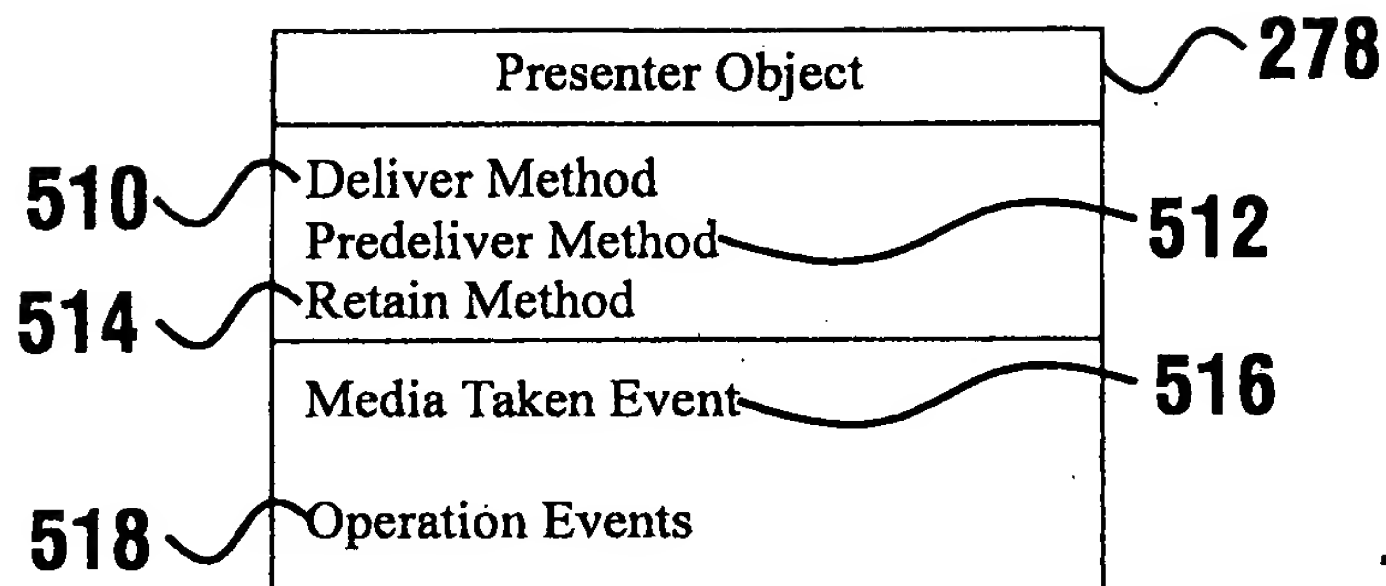 Presenter Object 278
510 Deliver Method
Predeliver Method 512
514 Retain Method
Media Taken Event 516
518 Operation Events